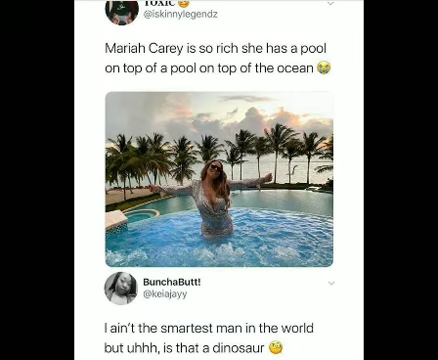 Toxic 😍
@iskinnylegendz
Mariah Carey is so rich she has a pool
on top of a pool on top of the ocean 😭
BunchaButt!
@keiajayy
I ain't the smartest man in the world
but uhhh, is that a dinosaur 🧐